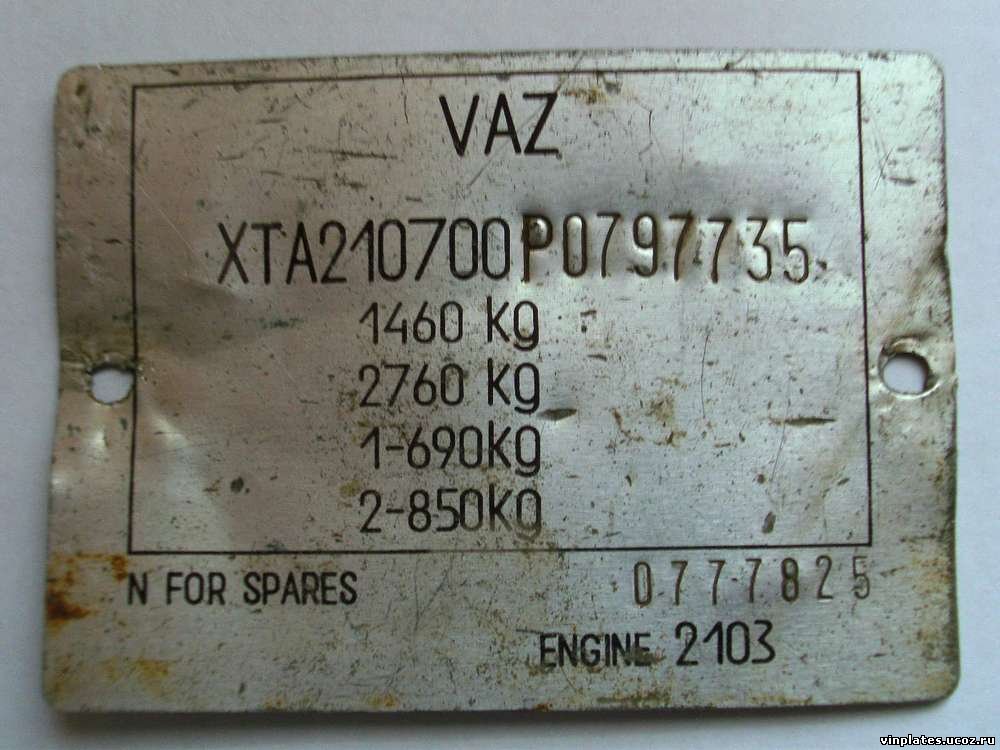 VAZ
XTA210700P0797735
1460 kg
2760 kg
1-690kg
2-850kg
N FOR SPARES 0777825
ENGINE 2103
vinplates.ucoz.ru